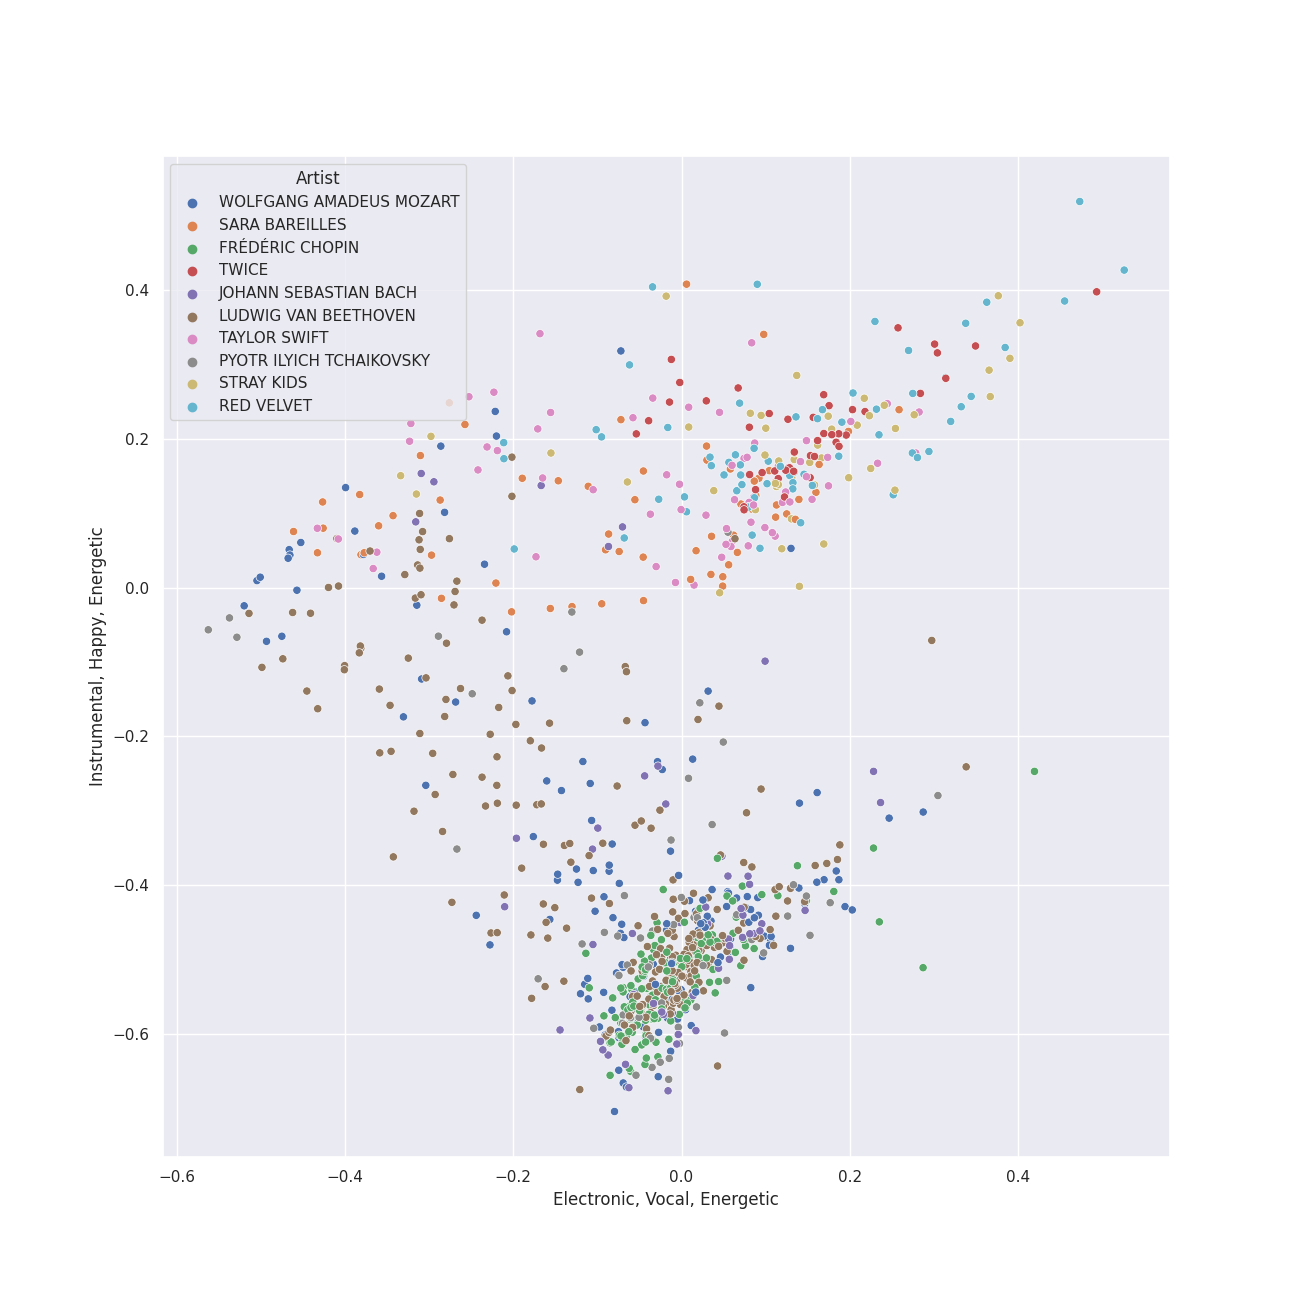 Artist
WOLFGANG AMADEUS MOZART
SARA BAREILLES
FRÉDÉRIC CHOPIN
TWICE
JOHANN SEBASTIAN BACH
LUDWIG VAN BEETHOVEN
TAYLOR SWIFT
PYOTR ILYICH TCHAIKOVSKY
STRAY KIDS
RED VELVET
0.4
0.2
0.0
−0.2
−0.4
−0.6
Instrumental, Happy, Energetic
−0.6 −0.4 −0.2 0.0 0.2 0.4
Electronic, Vocal, Energetic